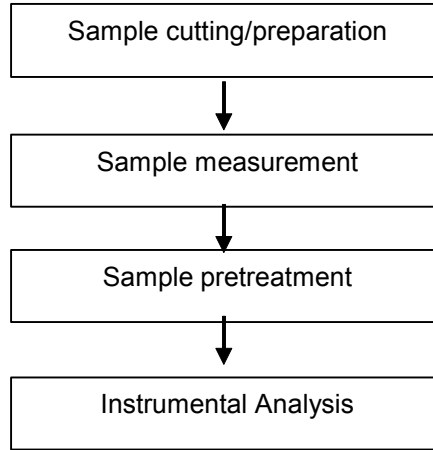 Sample cutting/preparation
Sample measurement
Sample pretreatment
Instrumental Analysis